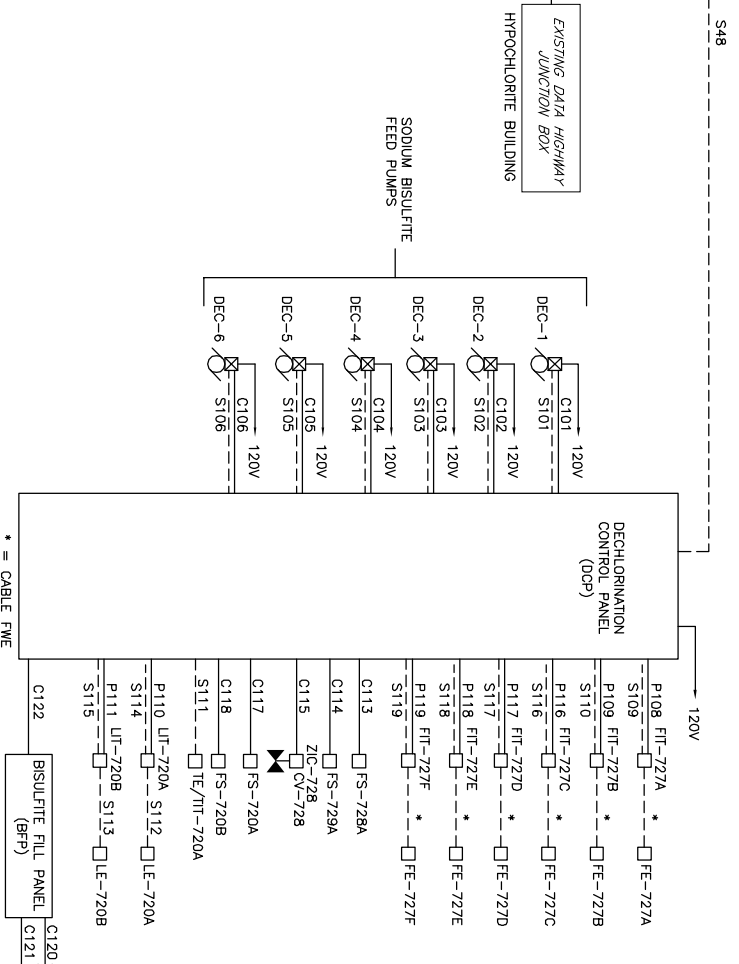 S48
EXISTING DATA HIGHWAY
JUNCTION BOX
HYPOCHLORITE BUILDING
SODIUM BISULFITE
FEED PUMPS
DEC-1
C101
S101
120V
DEC-2
C102
S102
120V
DEC-3
C103
S103
120V
DEC-4
C104
S104
120V
DEC-5
C105
S105
120V
DEC-6
C106
S106
120V
DECHLORINATION
CONTROL PANEL
(DCP)
120V
P108 FIT-727A
S109
*
FE-727A
P109 FIT-727B
S110
*
FE-727B
P116 FIT-727C
S116
*
FE-727C
P117 FIT-727D
S117
*
FE-727D
P118 FIT-727E
S118
*
FE-727E
P119 FIT-727F
S119
*
FE-727F
C113
FS-728A
C114
FS-729A
C115
ZIC-728
CV-728
C117
FS-720A
C118
FS-720B
S111
TE/TIT-720A
P110 LIT-720A
S114
S112
LE-720A
P111 LIT-720B
S115
S113
LE-720B
C122
BISULFITE FILL PANEL
(BFP)
C120
C121
* = CABLE FWE